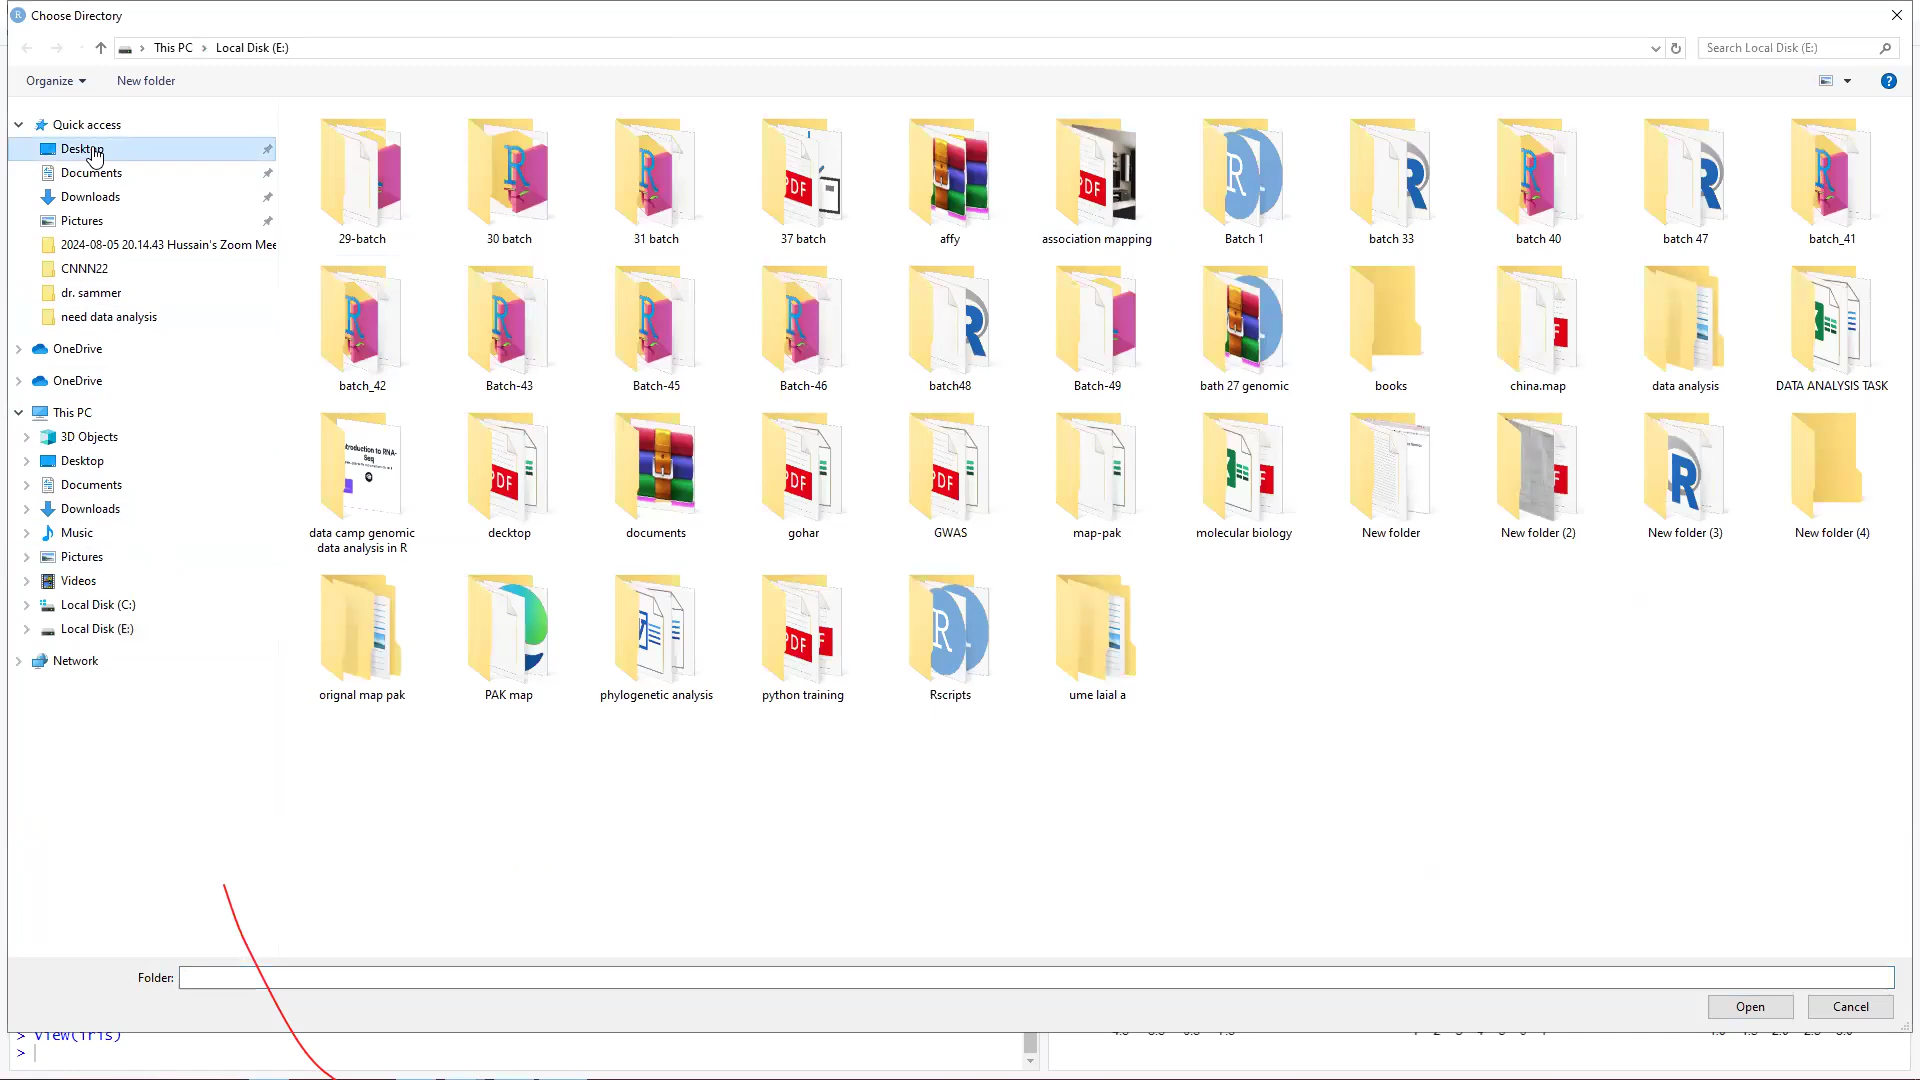 Choose Directory
This PC > Local Disk (E:)
Search Local Disk (E:)
Organize
New folder
Quick access
Desktop
Documents
Downloads
Pictures
2024-08-05 20.14.43 Hussain's Zoom Mee
CNNN22
dr. sammer
need data analysis
OneDrive
OneDrive
This PC
3D Objects
Desktop
Documents
Downloads
Music
Pictures
Videos
Local Disk (C:)
Local Disk (E:)
Network
29-batch
30 batch
31 batch
37 batch
affy
association mapping
Batch 1
batch 33
batch 40
batch 47
batch_41
batch_42
Batch-43
Batch-45
Batch-46
batch48
Batch-49
bath 27 genomic
books
china.map
data analysis
DATA ANALYSIS TASK
data camp genomic
data analysis in R
decktop
documents
gohar
GWAS
map-pak
molecular biology
New folder
New folder (2)
New folder (3)
New folder (4)
orignal map pak
PAK map
phylogenetic analysis
python training
Rscripts
ume laial a
Folder:
Open
Cancel
> View(iris)
>